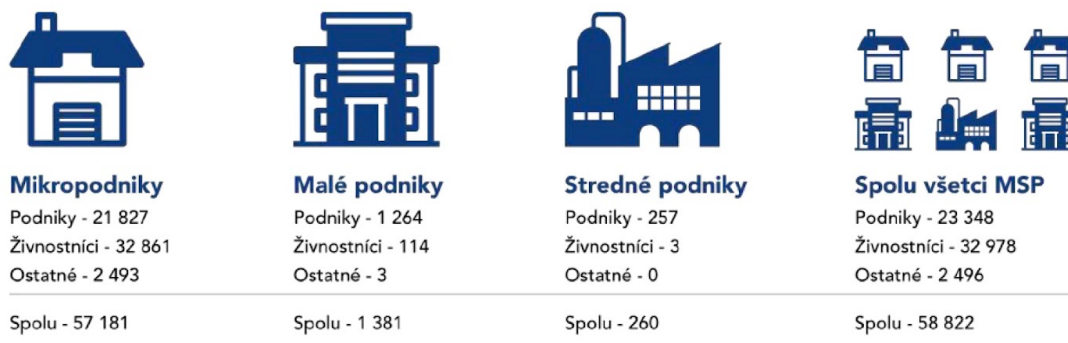 Mikropodniky
Podniky - 21 827
Živnostníci - 32 861
Ostatné - 2 493
Spolu - 57 181
Malé podniky
Podniky - 1 264
Živnostníci - 114
Ostatné - 3
Spolu - 1 381
Stredné podniky
Podniky - 257
Živnostníci - 3
Ostatné - 0
Spolu - 260
Spolu všetci MSP
Podniky - 23 348
Živnostníci - 32 978
Ostatné - 2 496
Spolu - 58 822